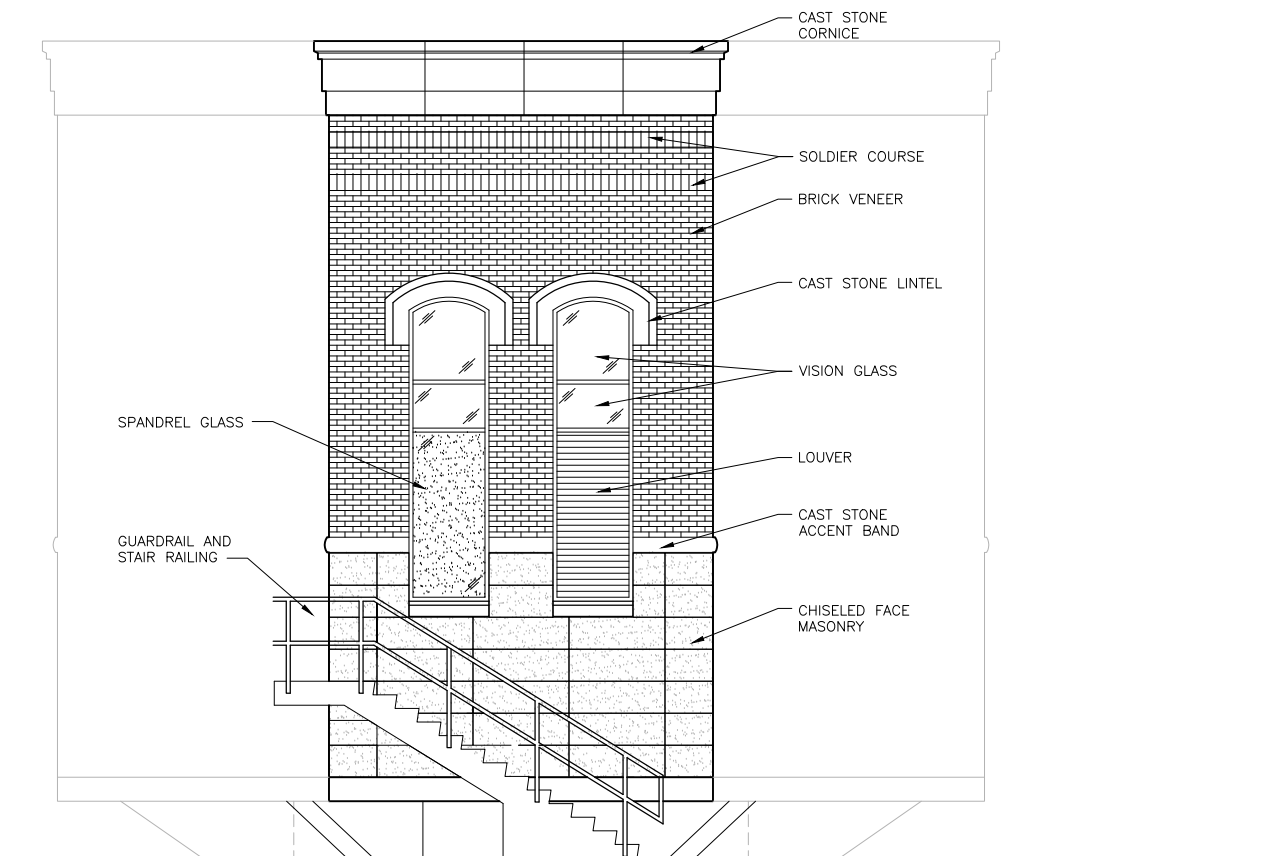 CAST STONE
CORNICE
SOLDIER COURSE
BRICK VENEER
CAST STONE LINTEL
VISION GLASS
SPANDREL GLASS
LOUVER
CAST STONE
ACCENT BAND
GUARDRAIL AND
STAIR RAILING
CHISELED FACE
MASONRY